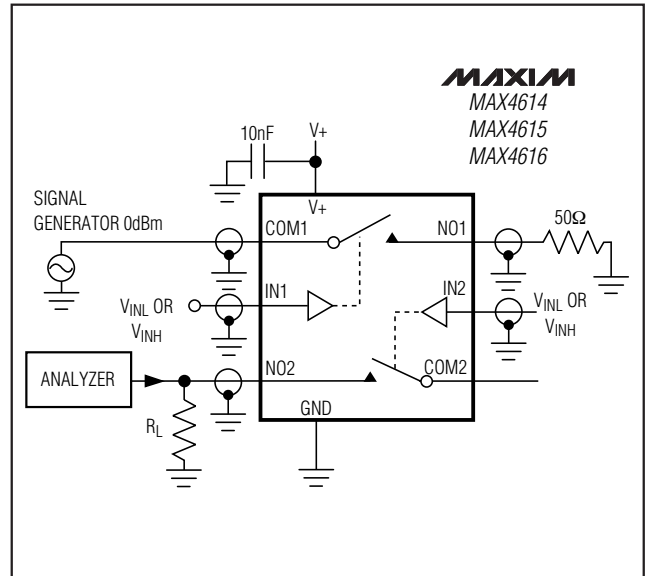 MAXIM
MAX4614
MAX4615
MAX4616
10nF
V+
V+
SIGNAL
GENERATOR 0dBm
COM1
NO1
50Ω
IN1
IN2
VINL OR
VINH
VINL OR
VINH
ANALYZER
NO2
COM2
RL
GND